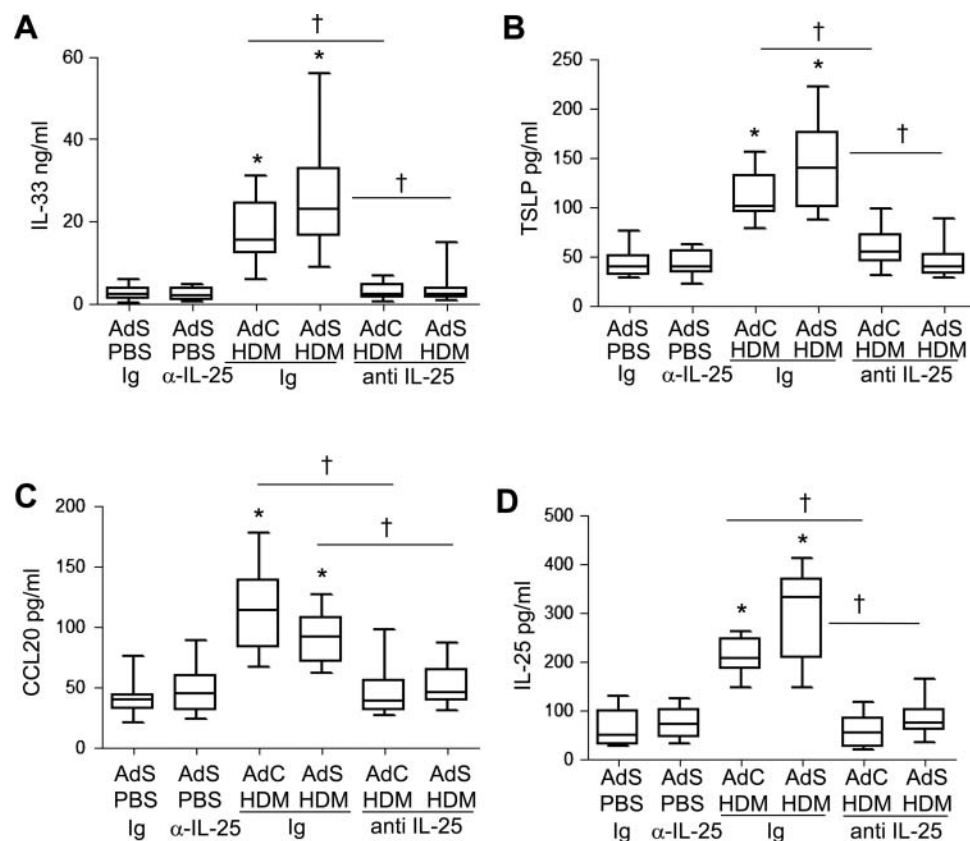 A
†
60
*
40
*
IL-33 ng/ml
†
20
0
AdS AdS AdC AdS AdC AdS
PBS PBS HDM HDM HDM HDM
Ig α-IL-25 Ig anti IL-25
B
†
250
*
200
*
†
TSLP pg/ml
150
100
50
0
AdS AdS AdC AdS AdC AdS
PBS PBS HDM HDM HDM HDM
Ig α-IL-25 Ig anti IL-25
C
†
200
*
†
150
*
CCL20 pg/ml
100
50
0
AdS AdS AdC AdS AdC AdS
PBS PBS HDM HDM HDM HDM
Ig α-IL-25 Ig anti IL-25
D
†
500
*
400
*
†
IL-25 pg/ml
300
200
100
0
AdS AdS AdC AdS AdC AdS
PBS PBS HDM HDM HDM HDM
Ig α-IL-25 Ig anti IL-25